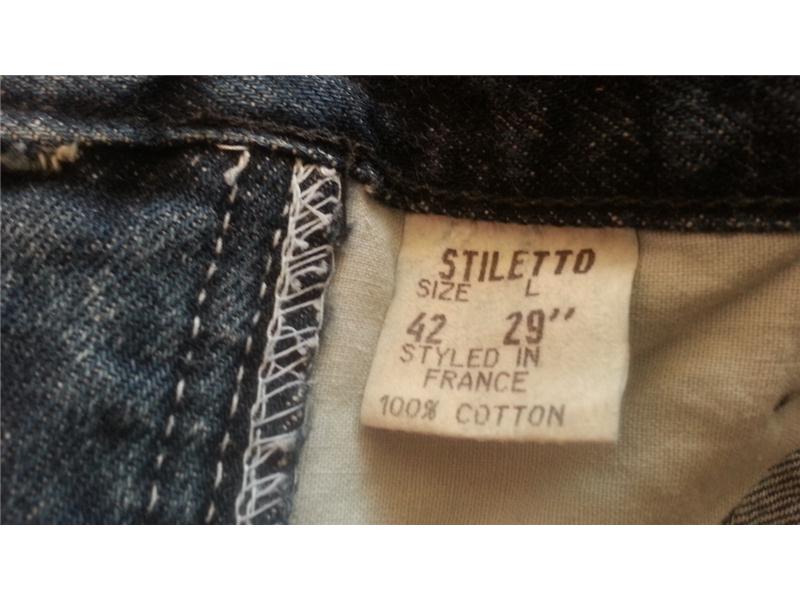 STILETTO
SIZE L
42 29"
STYLED IN
FRANCE
100% COTTON